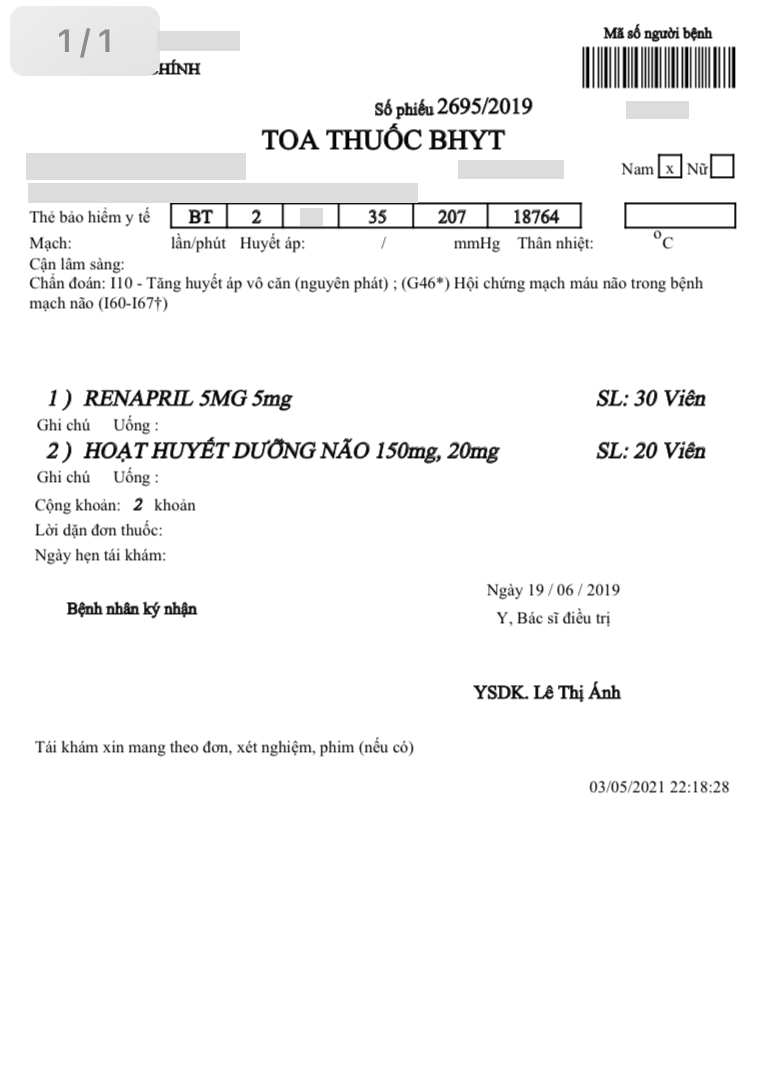 1/1
Mã số người bệnh
CHÍNH
Số phiếu 2695/2019
TOA THUỐC BHYT
Nam x Nữ
Thẻ bảo hiểm y tế BT 2 35 207 18764
Mạch: lần/phút Huyết áp: / mmHg Thân nhiệt: °C
Cận lâm sàng:
Chẩn đoán: I10 - Tăng huyết áp vô căn (nguyên phát) ; (G46*) Hội chứng mạch máu não trong bệnh
mạch não (I60-I67†)
1 ) RENAPRIL 5MG 5mg SL: 30 Viên
Ghi chú Uống :
2 ) HOẠT HUYẾT DƯỠNG NÃO 150mg, 20mg SL: 20 Viên
Ghi chú Uống :
Cộng khoản: 2 khoản
Lời dặn đơn thuốc:
Ngày hẹn tái khám:
Ngày 19 / 06 / 2019
Bệnh nhân ký nhận
Y, Bác sĩ điều trị
YSDK. Lê Thị Ánh
Tái khám xin mang theo đơn, xét nghiệm, phim (nếu có)
03/05/2021 22:18:28